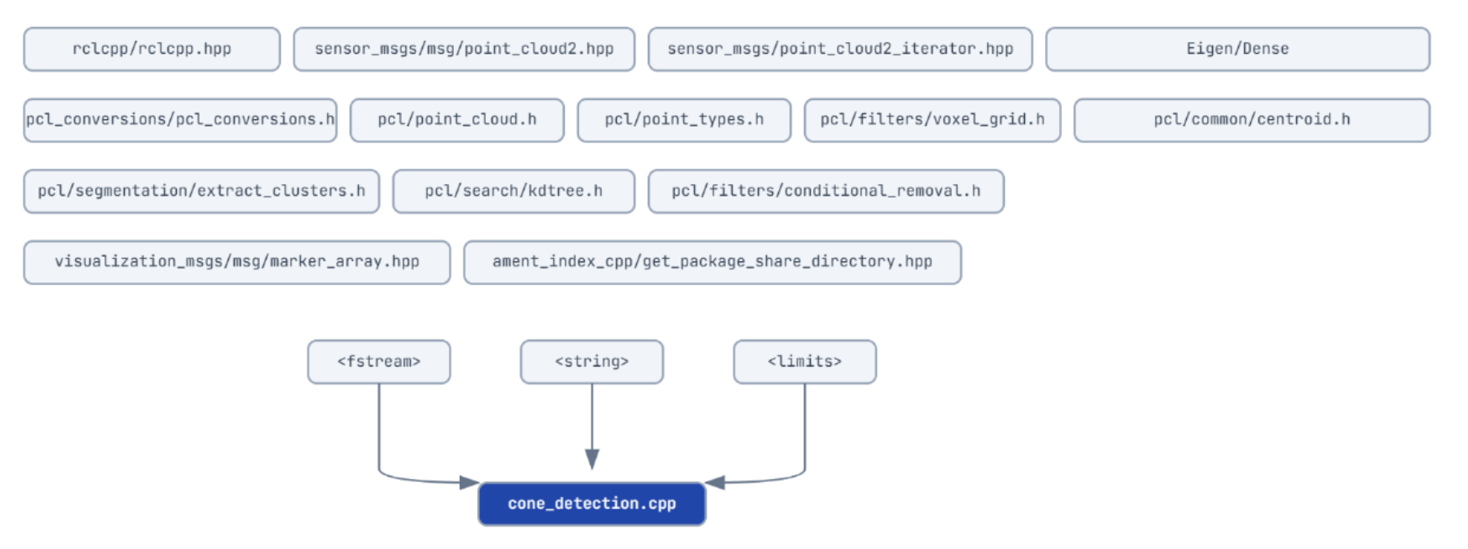 rclcpp/rclcpp.hpp
sensor_msgs/msg/point_cloud2.hpp
sensor_msgs/point_cloud2_iterator.hpp
Eigen/Dense
pcl_conversions/pcl_conversions.h
pcl/point_cloud.h
pcl/point_types.h
pcl/filters/voxel_grid.h
pcl/common/centroid.h
pcl/segmentation/extract_clusters.h
pcl/search/kdtree.h
pcl/filters/conditional_removal.h
visualization_msgs/msg/marker_array.hpp
ament_index_cpp/get_package_share_directory.hpp
<fstream>
<string>
<limits>
cone_detection.cpp